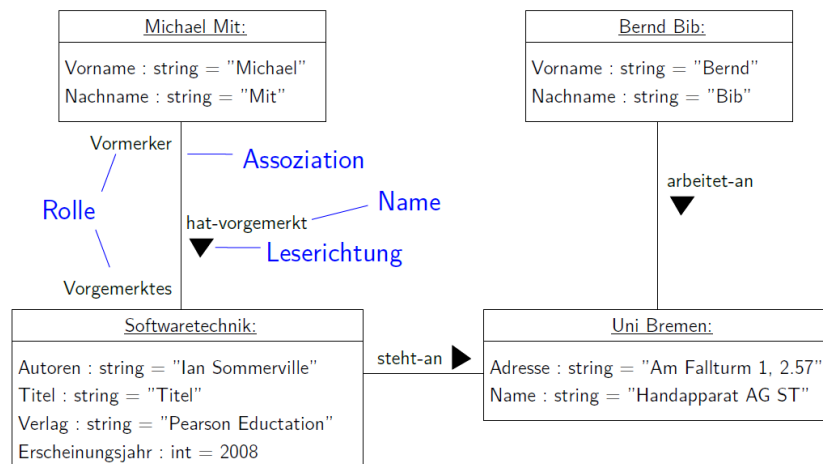 Michael Mit:
Vorname : string = "Michael"
Nachname : string = "Mit"
Bernd Bib:
Vorname : string = "Bernd"
Nachname : string = "Bib"
Vormerker
Assoziation
Rolle
Name
hat-vorgemerkt
Leserichtung
Vorgemerktes
arbeitet-an
Softwaretechnik:
Autoren : string = "Ian Sommerville"
Titel : string = "Titel"
Verlag : string = "Pearson Eductation"
Erscheinungsjahr : int = 2008
steht-an
Uni Bremen:
Adresse : string = "Am Fallturm 1, 2.57"
Name : string = "Handapparat AG ST"